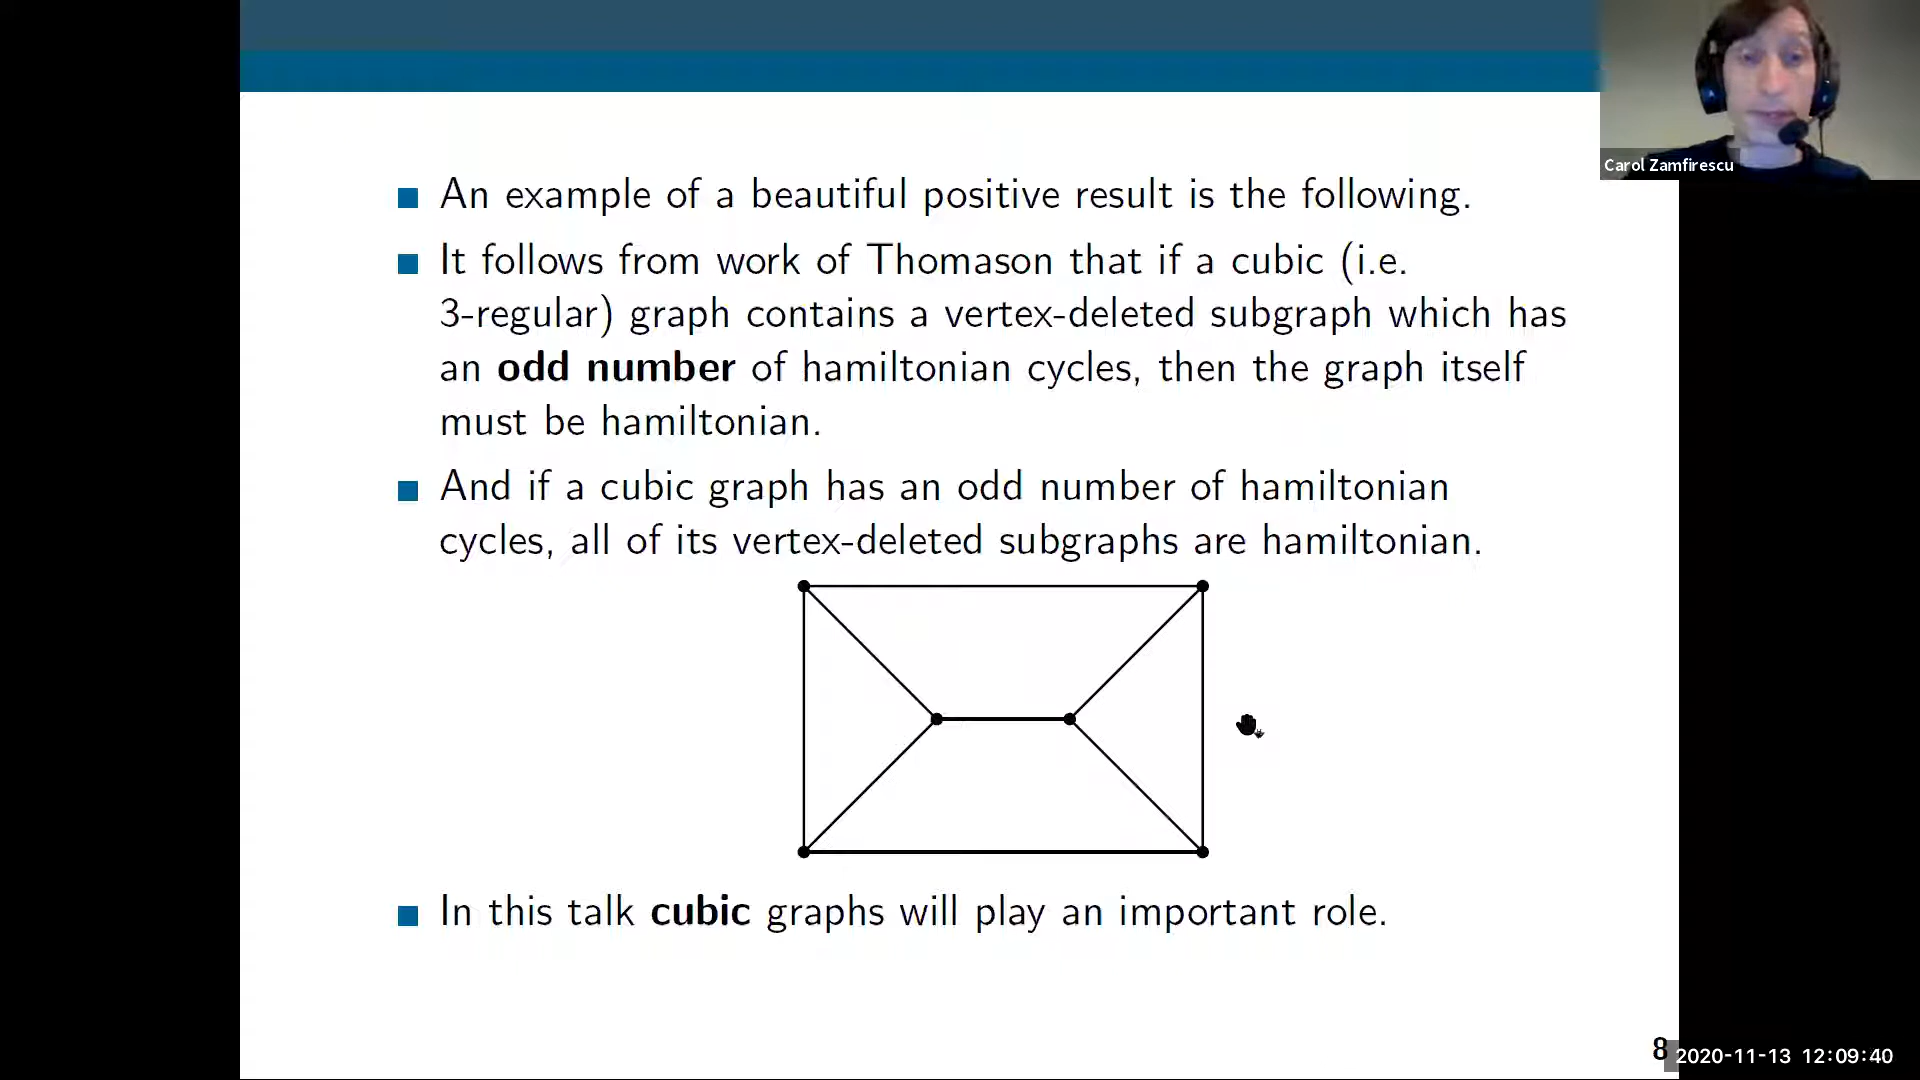 Carol Zamfirescu
An example of a beautiful positive result is the following.
It follows from work of Thomason that if a cubic (i.e.
3-regular) graph contains a vertex-deleted subgraph which has
an odd number of hamiltonian cycles, then the graph itself
must be hamiltonian.
And if a cubic graph has an odd number of hamiltonian
cycles, all of its vertex-deleted subgraphs are hamiltonian.
In this talk cubic graphs will play an important role.
8
2020-11-13 12:09:40